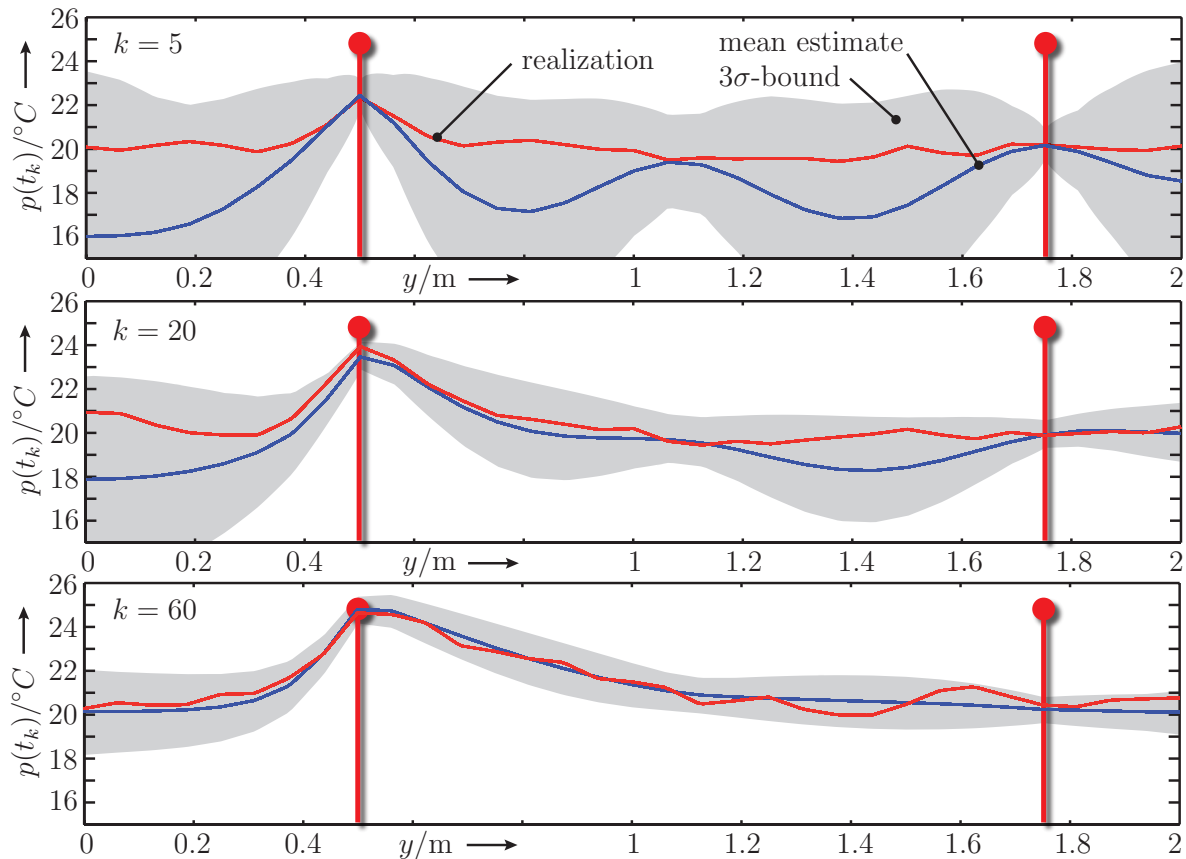 26
24
22
20
18
16
p(t_k)/°C
k = 5
realization
mean estimate
3σ-bound
0 0.2 0.4 y/m 1 1.2 1.4 1.6 1.8 2
26
24
22
20
18
16
p(t_k)/°C
k = 20
0 0.2 0.4 y/m 1 1.2 1.4 1.6 1.8 2
26
24
22
20
18
16
p(t_k)/°C
k = 60
0 0.2 0.4 y/m 1 1.2 1.4 1.6 1.8 2